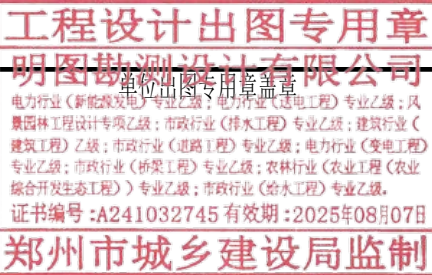 工程设计出图专用章
明图勘测设计有限公司
单位出图专用章盖章
电力行业（新能源发电）专业乙级；电力行业（送电工程）专业乙级；风
景园林工程设计专项乙级；市政行业（排水工程）专业乙级；建筑行业（
建筑工程）乙级；市政行业（道路工程）专业乙级；电力行业（变电工程）
专业乙级；市政行业（桥梁工程）专业乙级；农林行业（农业工程（农业
综合开发生态工程））专业乙级；市政行业（给水工程）专业乙级。
证书编号：A241032745 有效期：2025年08月07日
郑州市城乡建设局监制